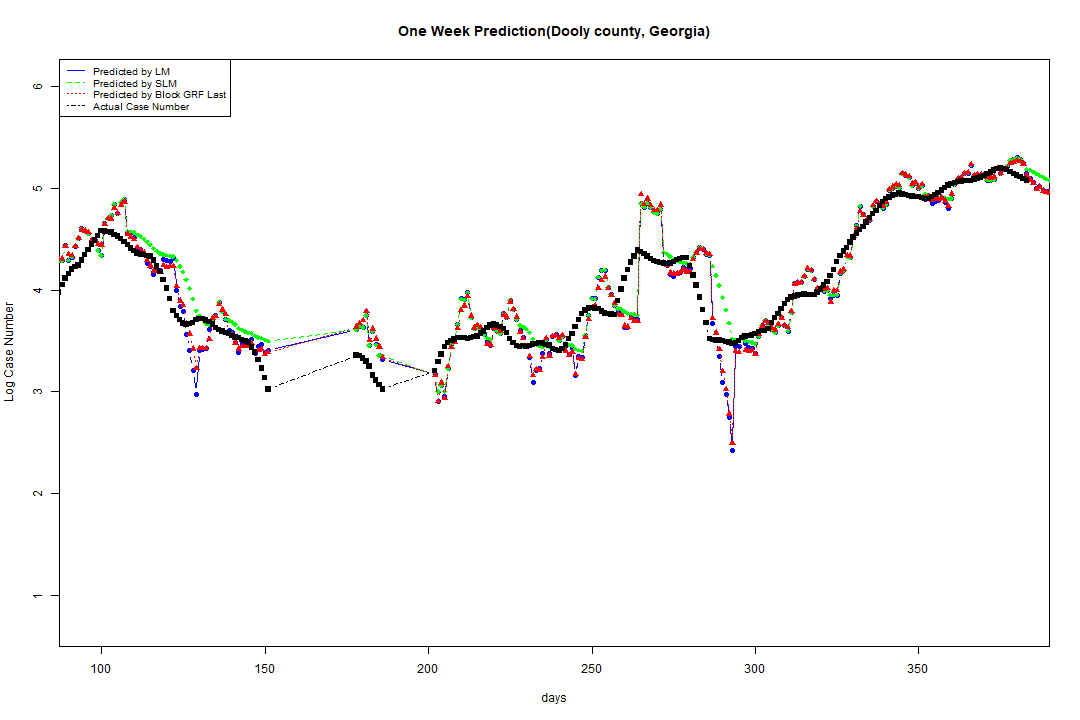 One Week Prediction(Dooly county, Georgia)
Predicted by LM
Predicted by SLM
Predicted by Block GRF Last
Actual Case Number
6
5
4
3
2
1
Log Case Number
100 150 200 250 300 350
days